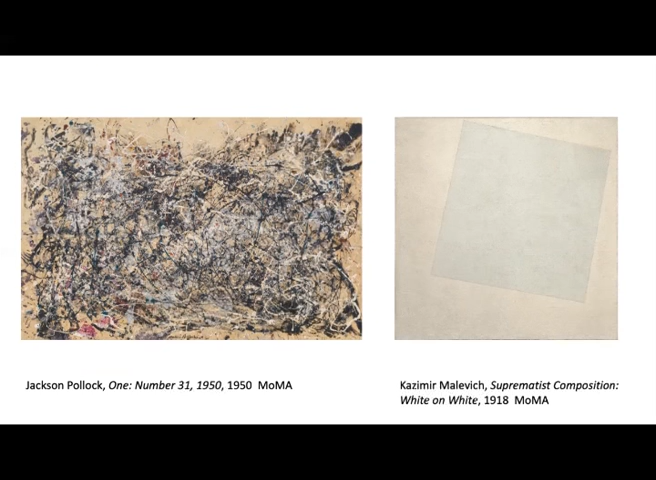 Jackson Pollock, One: Number 31, 1950, 1950 MoMA
Kazimir Malevich, Suprematist Composition:
White on White, 1918 MoMA